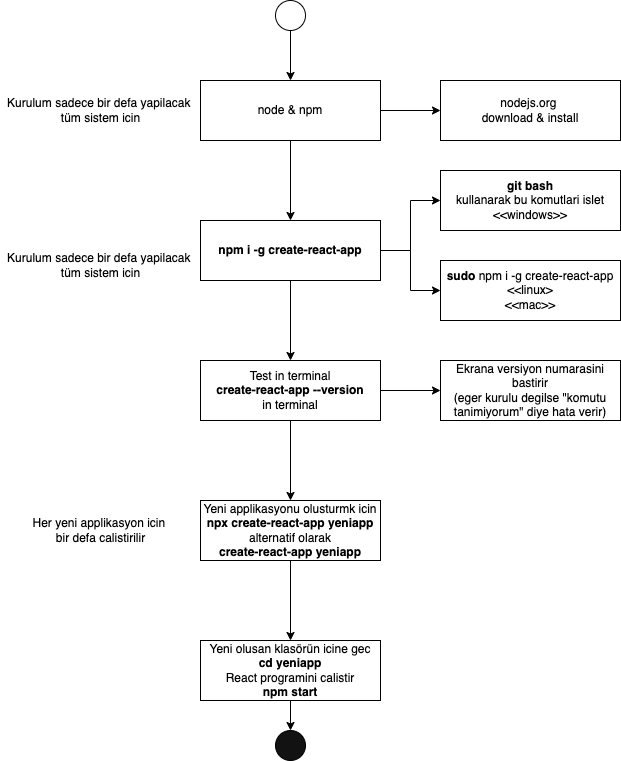 Kurulum sadece bir defa yapilacak
tüm sistem icin
node & npm
nodejs.org
download & install
git bash
kullanarak bu komutlari islet
<<windows>>
Kurulum sadece bir defa yapilacak
tüm sistem icin
npm i -g create-react-app
sudo npm i -g create-react-app
<<linux>
<<mac>>
Test in terminal
create-react-app --version
in terminal
Ekrana versiyon numarasini
bastirir
(eger kurulu degilse "komutu
tanimiyorum" diye hata verir)
Her yeni applikasyon icin
bir defa calistirilir
Yeni applikasyonu olusturmk icin
npx create-react-app yeniapp
alternatif olarak
create-react-app yeniapp
Yeni olusan klasörün icine gec
cd yeniapp
React programini calistir
npm start